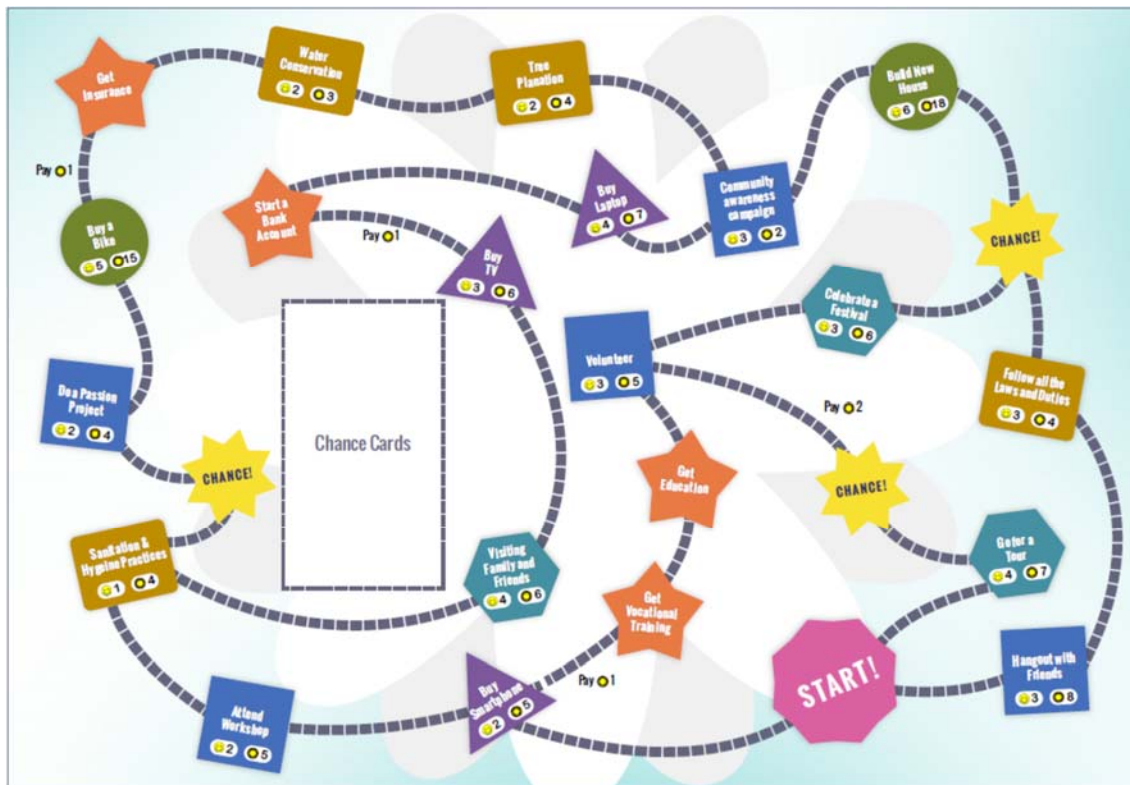 Get
Insurance
Water
Conservation
2 3
Tree
Planation
2 4
Build New
House
6 18
Pay 1
Start a
Bank
Account
Pay 1
Buy
Laptop
4 7
Community
awareness
campaign
3 2
CHANCE!
Buy a
Bike
5 15
Buy
TV
3 6
Celebrate a
Festival
3 6
Volunteer
3 5
Follow all the
Laws and Duties
3 4
Do a Passion
Project
2 4
Chance Cards
Pay 2
CHANCE!
Get
Education
CHANCE!
Sanitation &
Hygine Practices
1 4
Visiting
Family and
Friends
4 6
Go for a
Tour
4 7
Get
Vocational
Training
START!
Hangout with
Friends
3 8
Pay 1
Buy
Smartphone
2 5
Attend
Workshop
2 5